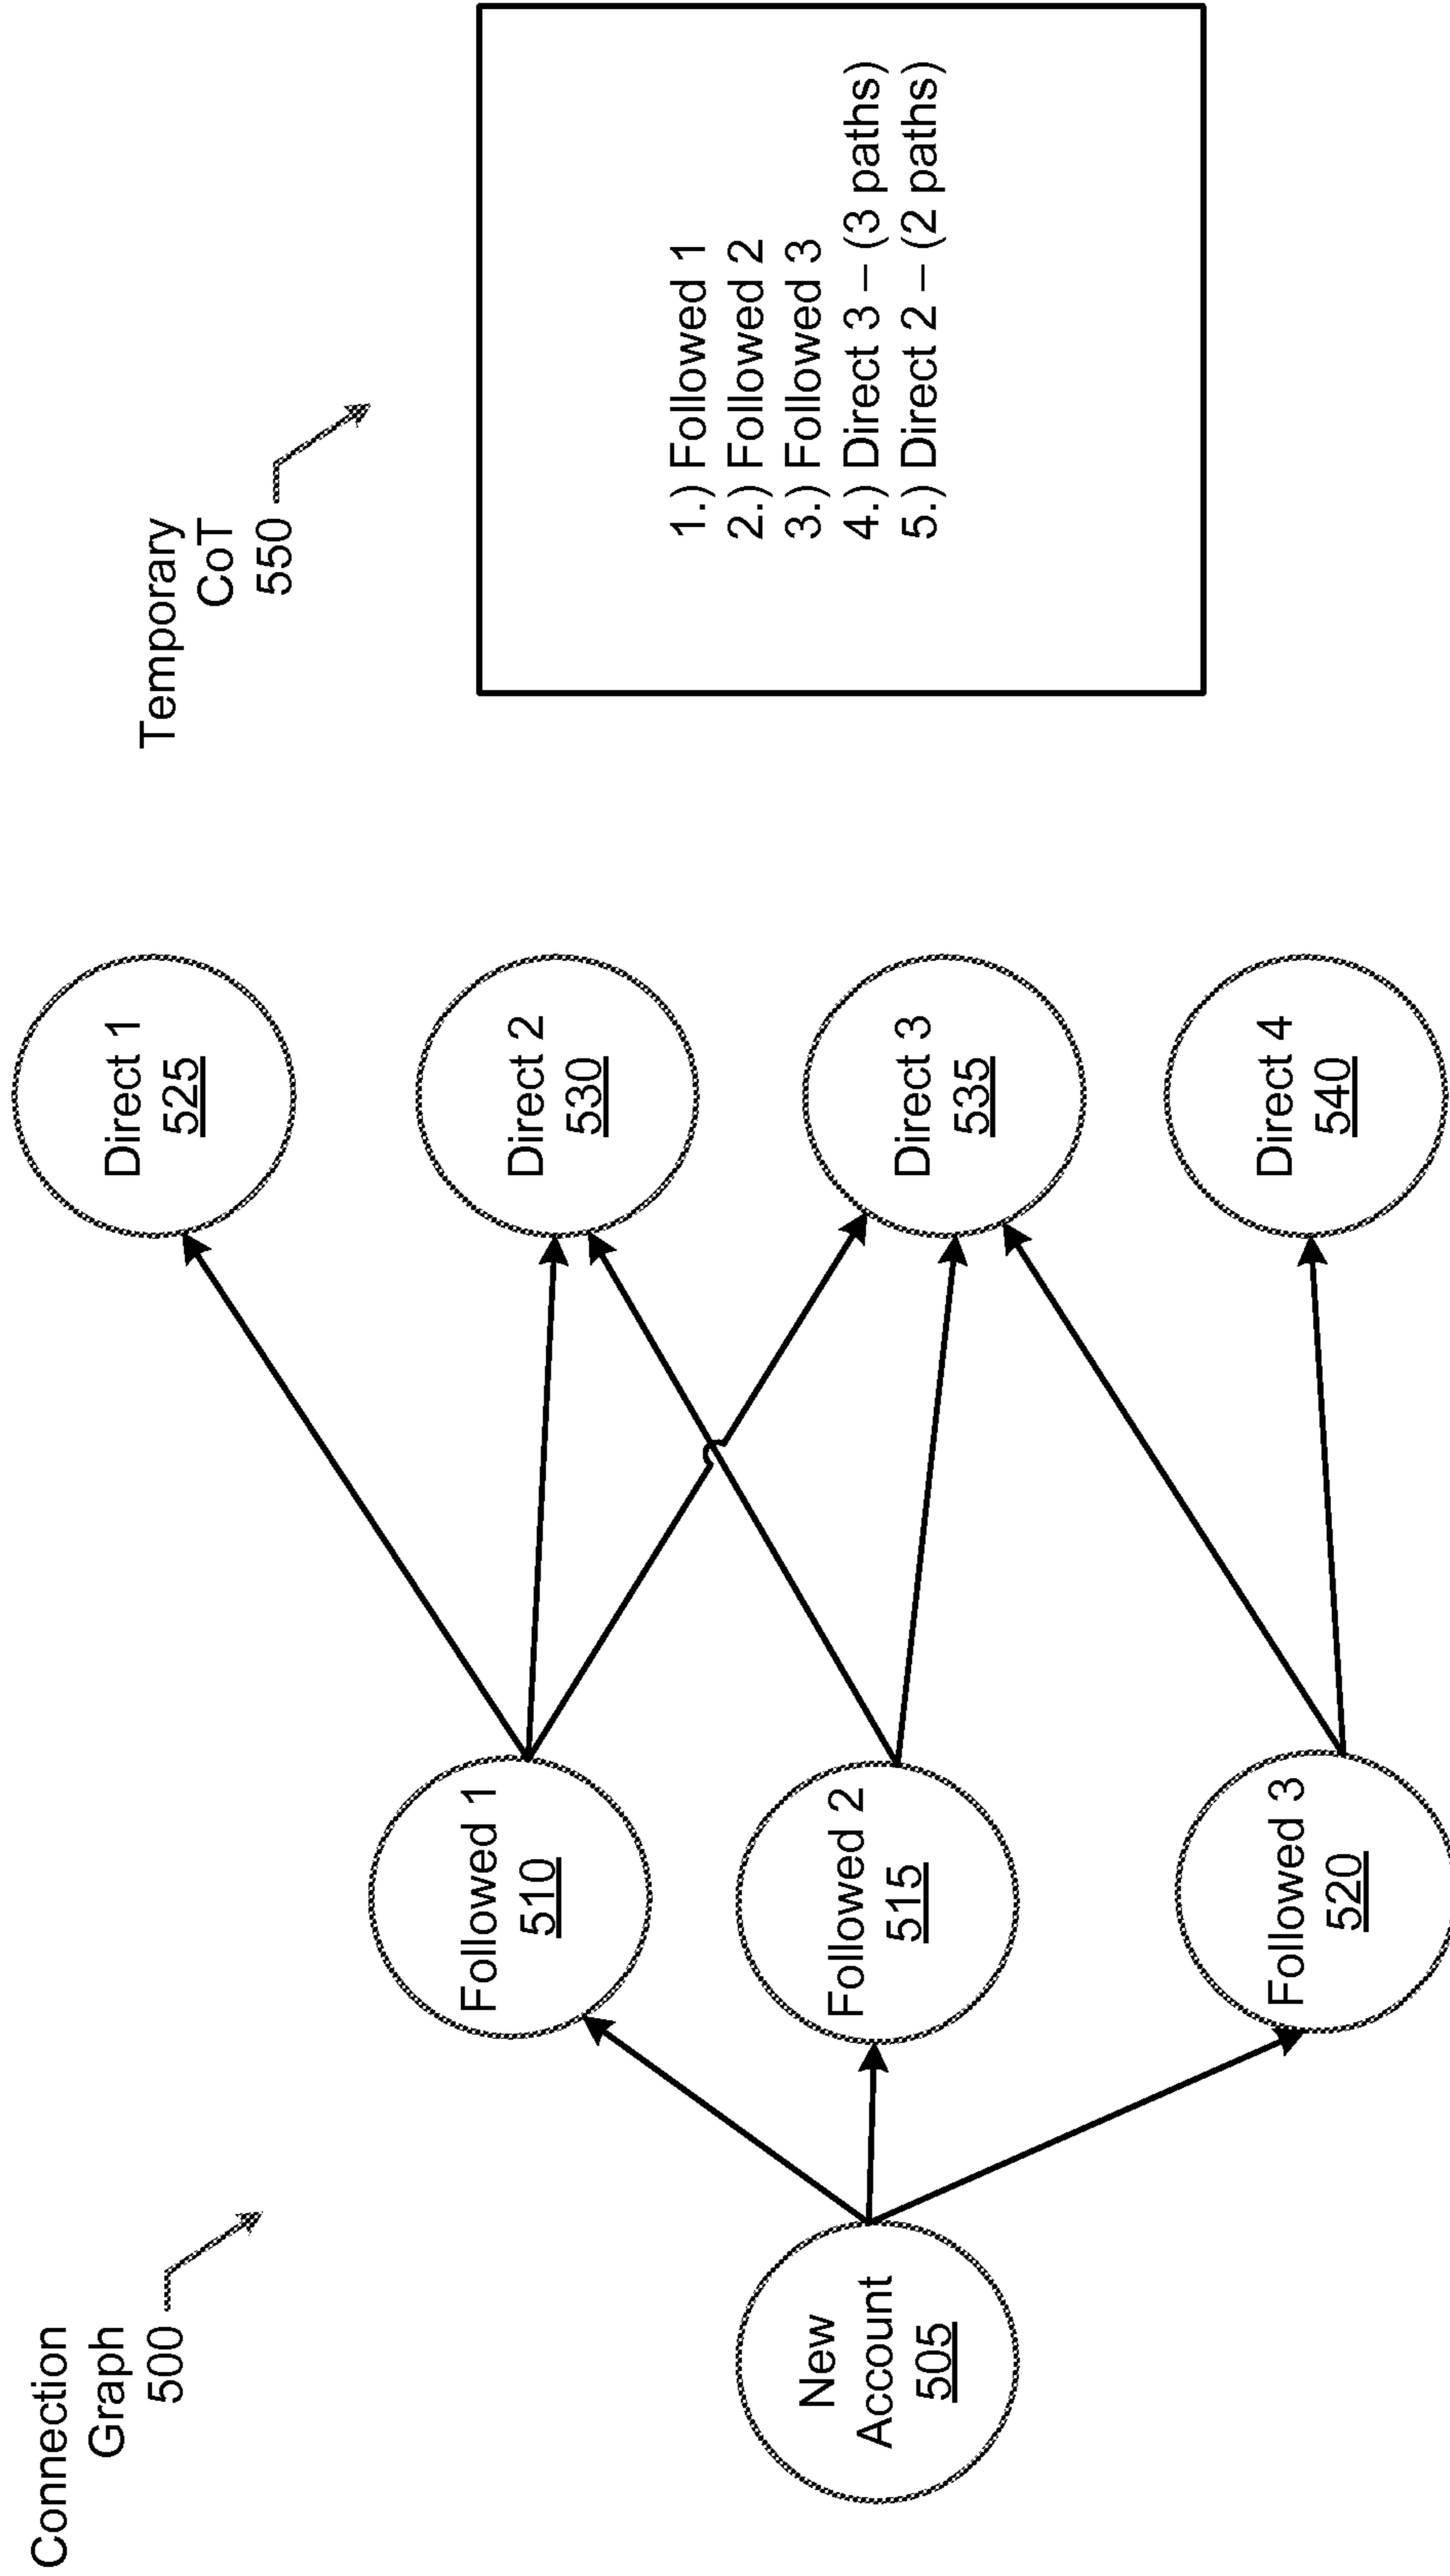 Connection
Graph
500
New
Account
505
Followed 1
510
Followed 2
515
Followed 3
520
Direct 1
525
Direct 2
530
Direct 3
535
Direct 4
540
Temporary
CoT
550
1.) Followed 1
2.) Followed 2
3.) Followed 3
4.) Direct 3 – (3 paths)
5.) Direct 2 – (2 paths)